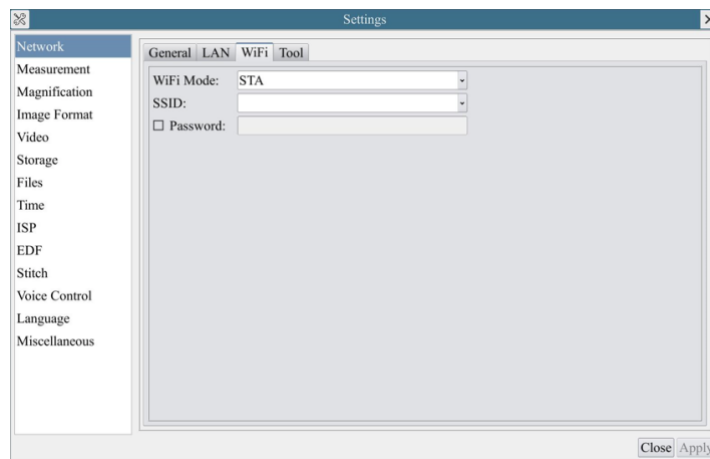 Settings
Network
Measurement
Magnification
Image Format
Video
Storage
Files
Time
ISP
EDF
Stitch
Voice Control
Language
Miscellaneous
General LAN WiFi Tool
WiFi Mode: STA
SSID:
Password:
Close Apply